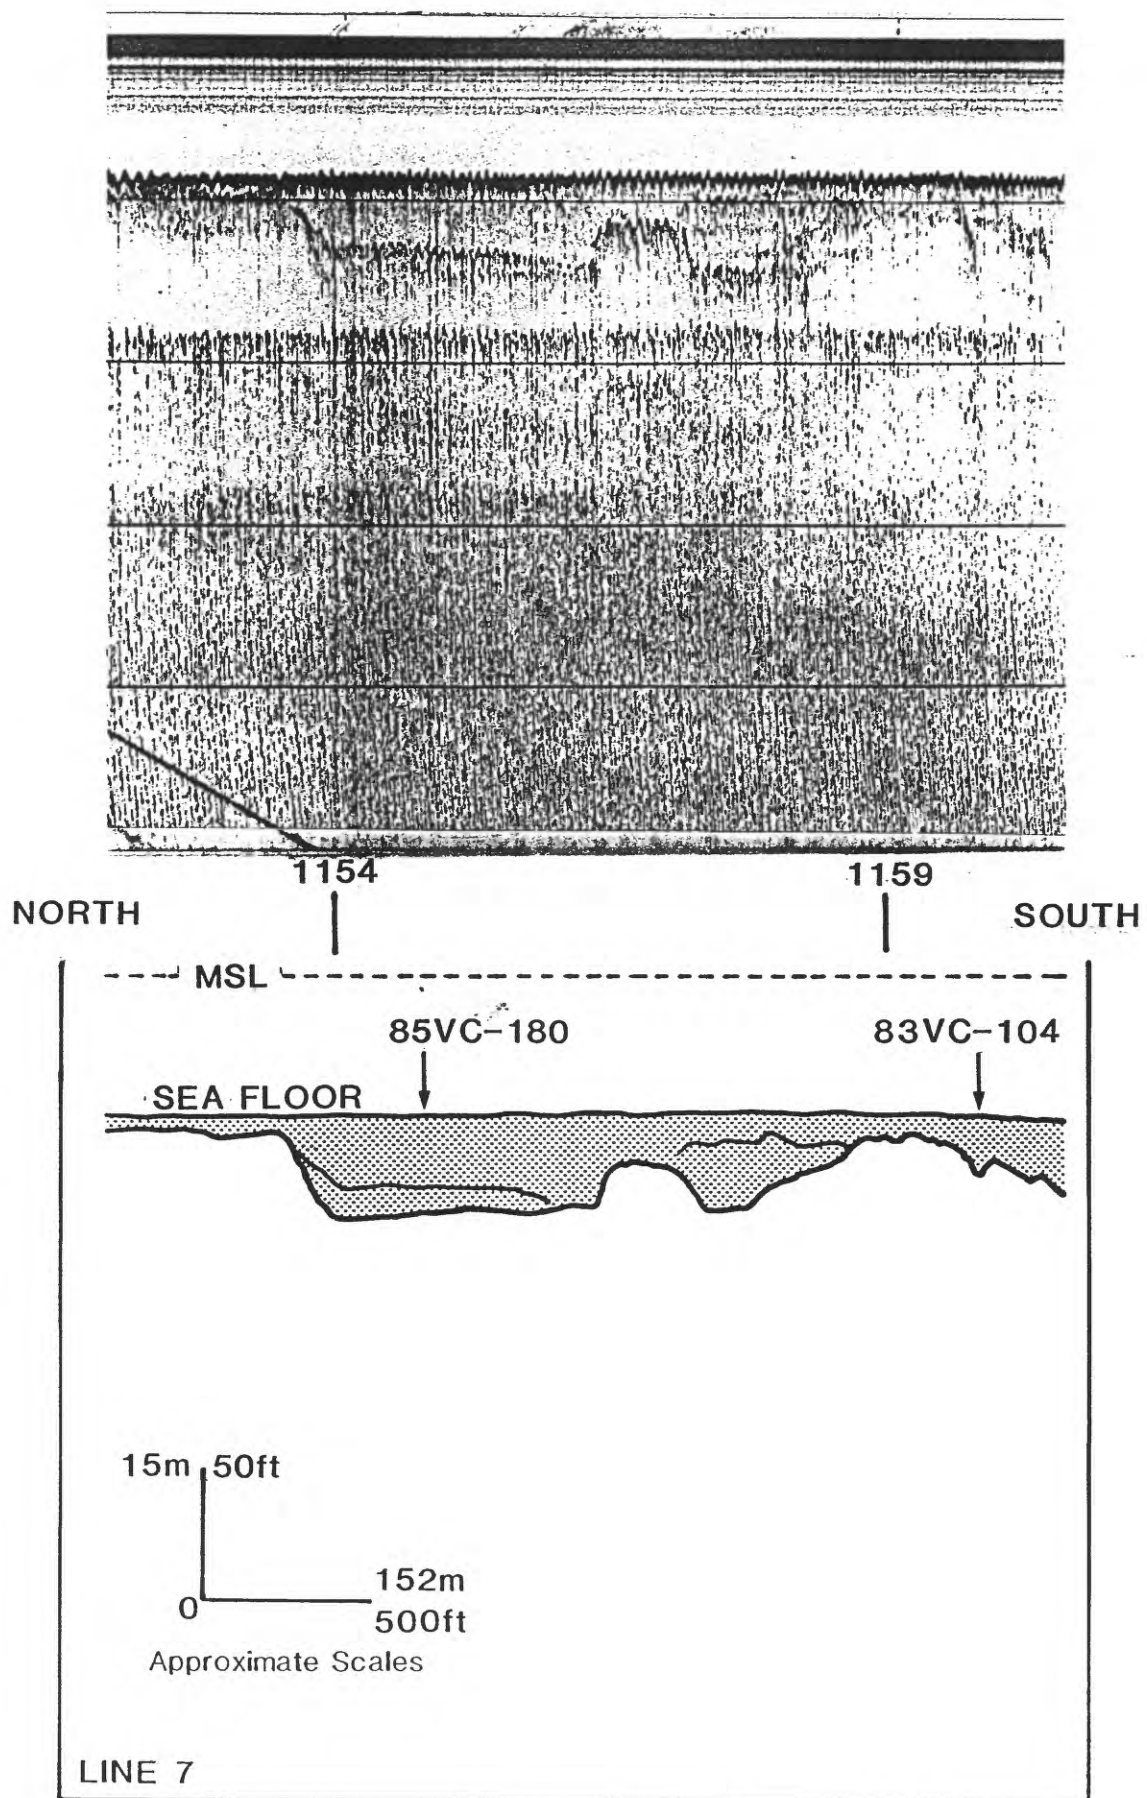 1154 1159
NORTH SOUTH
MSL
85VC-180 83VC-104
SEA FLOOR
15m 50ft
152m
0
500ft
Approximate Scales
LINE 7